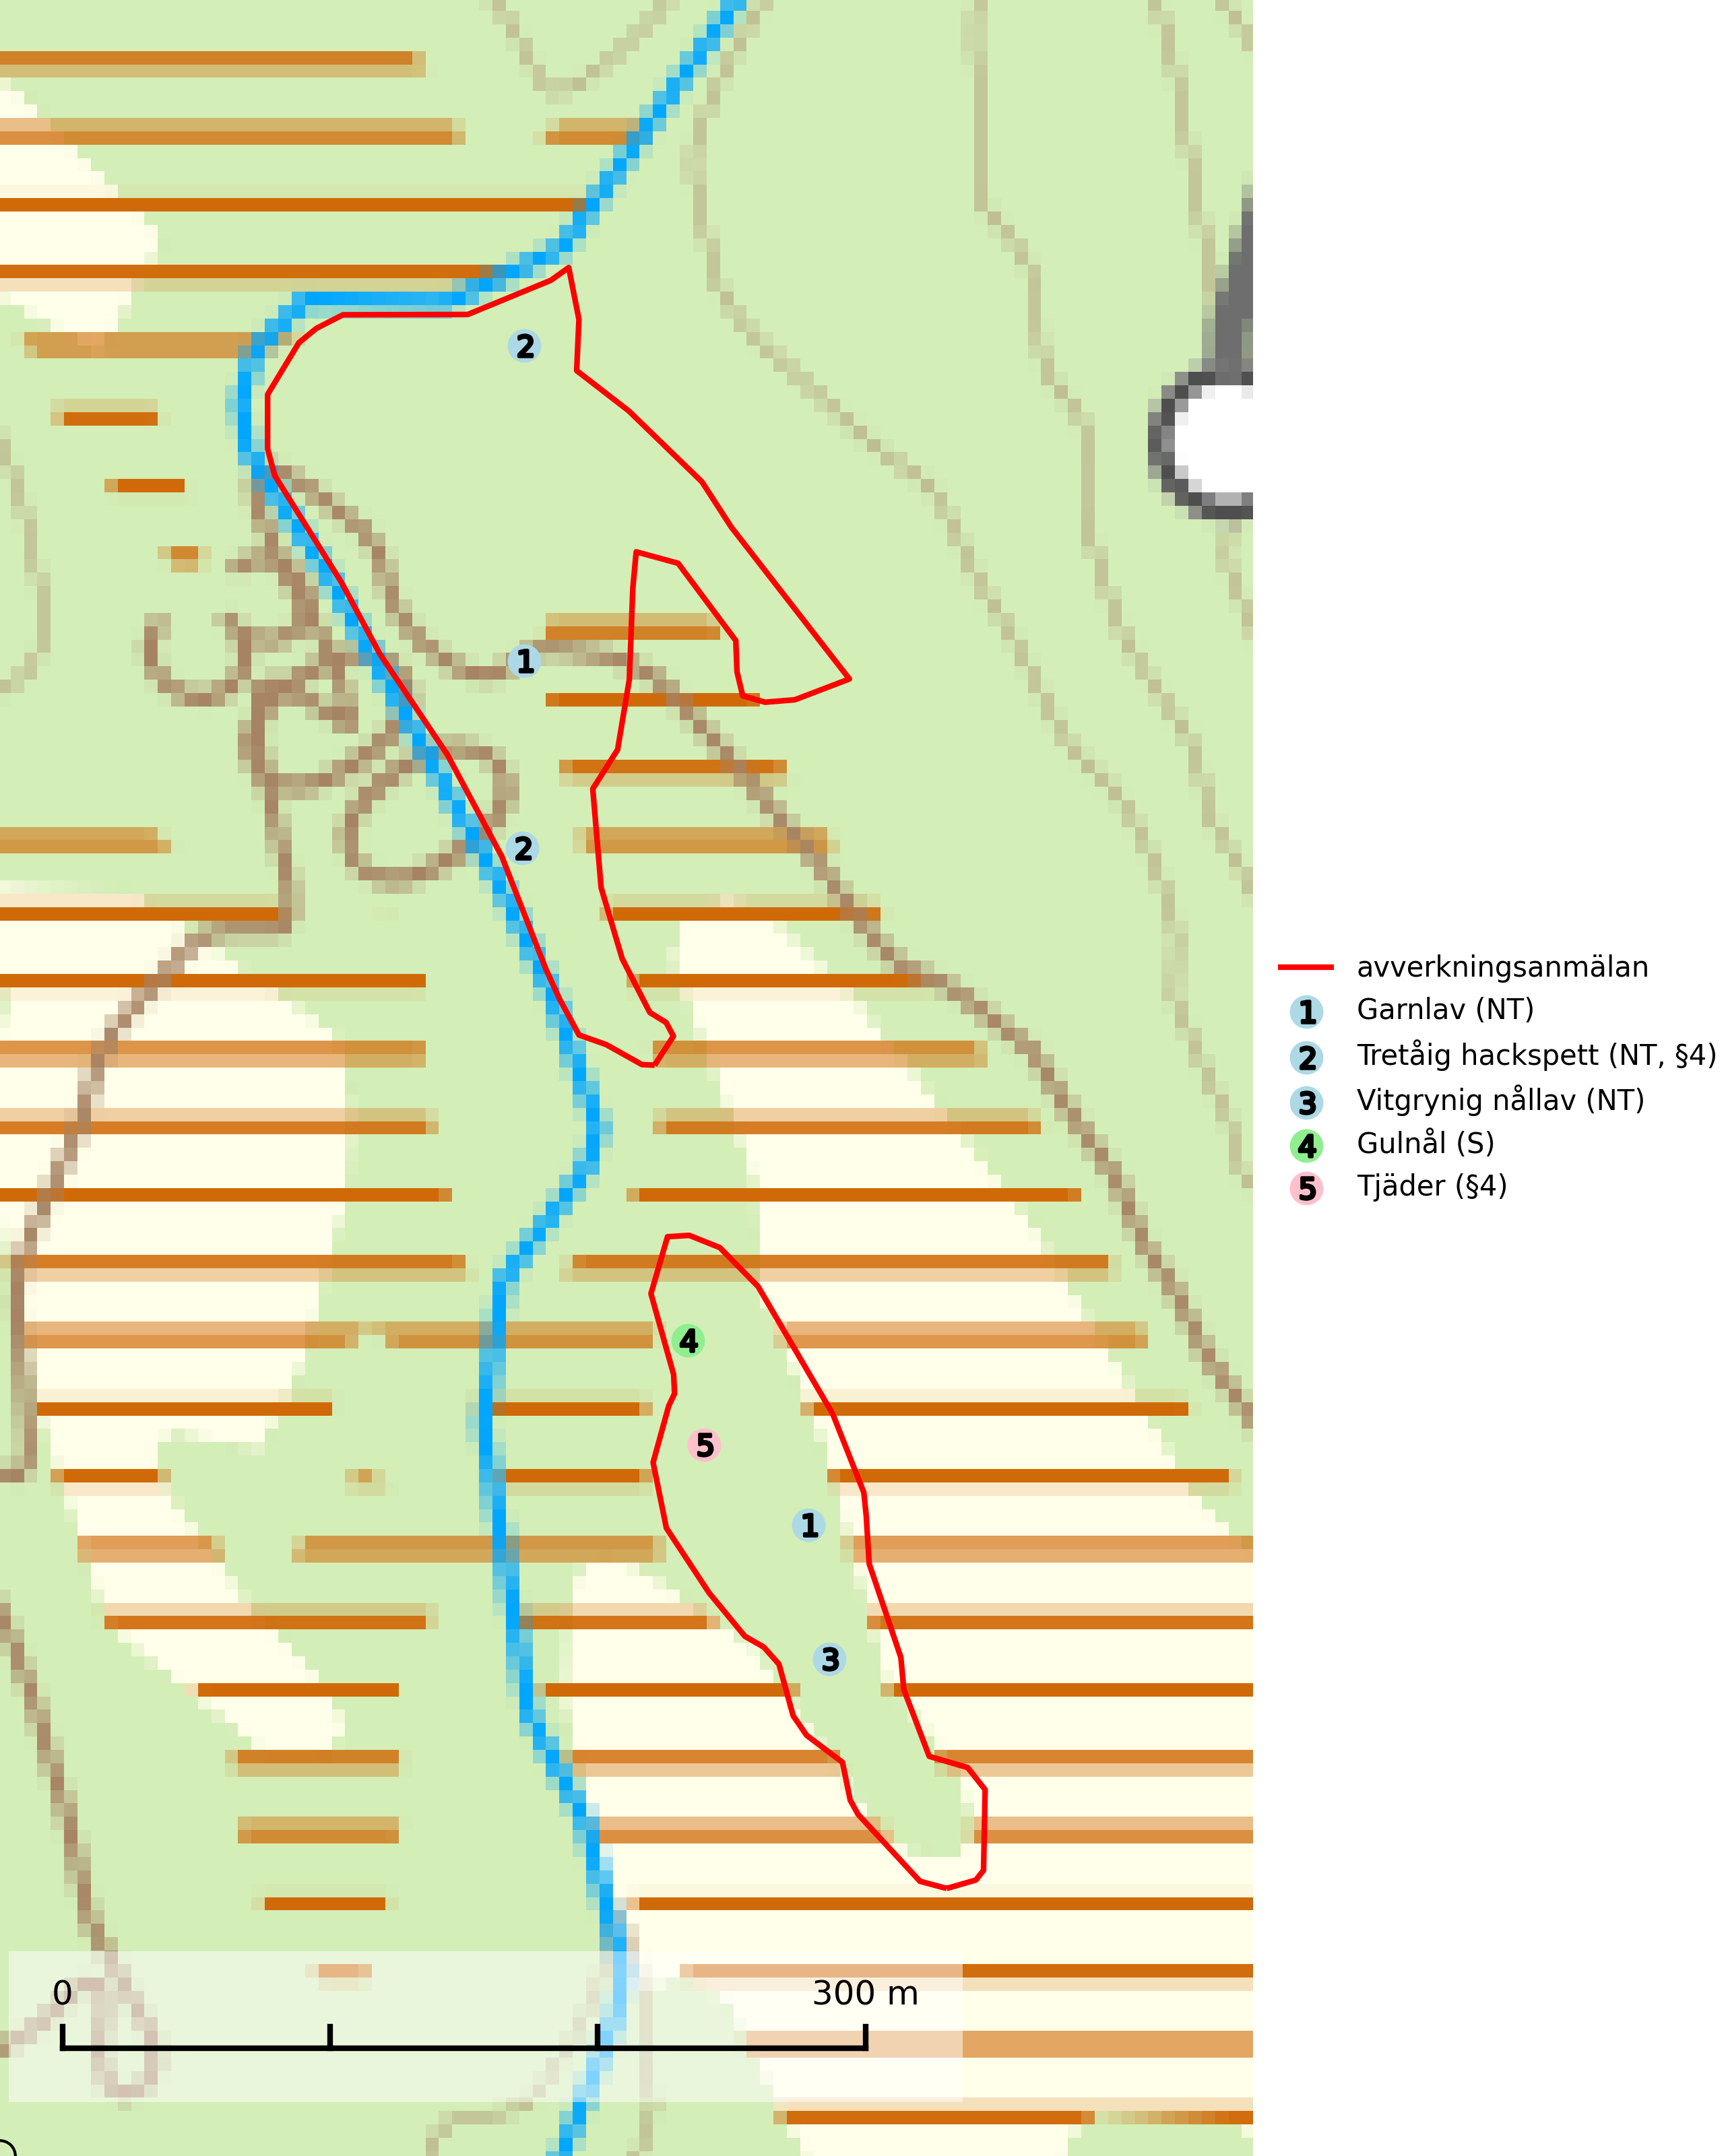 2
1
2
4
5
1
3
0 300 m
avverkningsanmälan
1 Garnlav (NT)
2 Tretåig hackspett (NT, §4)
3 Vitgrynig nållav (NT)
4 Gulnål (S)
5 Tjäder (§4)